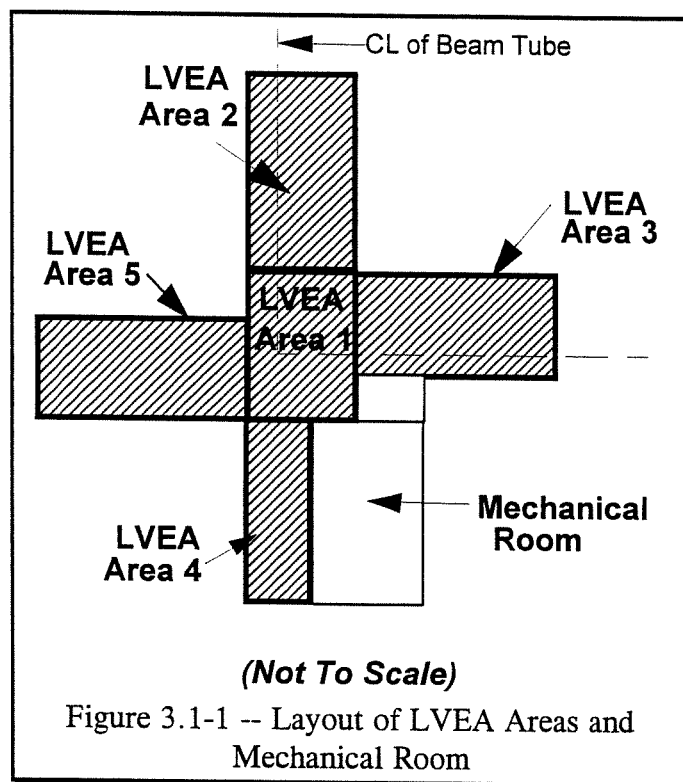 CL of Beam Tube
LVEA
Area 2
LVEA
Area 3
LVEA
Area 5
LVEA
Area 1
LVEA
Area 4
Mechanical
Room
(Not To Scale)
Figure 3.1-1 -- Layout of LVEA Areas and
Mechanical Room